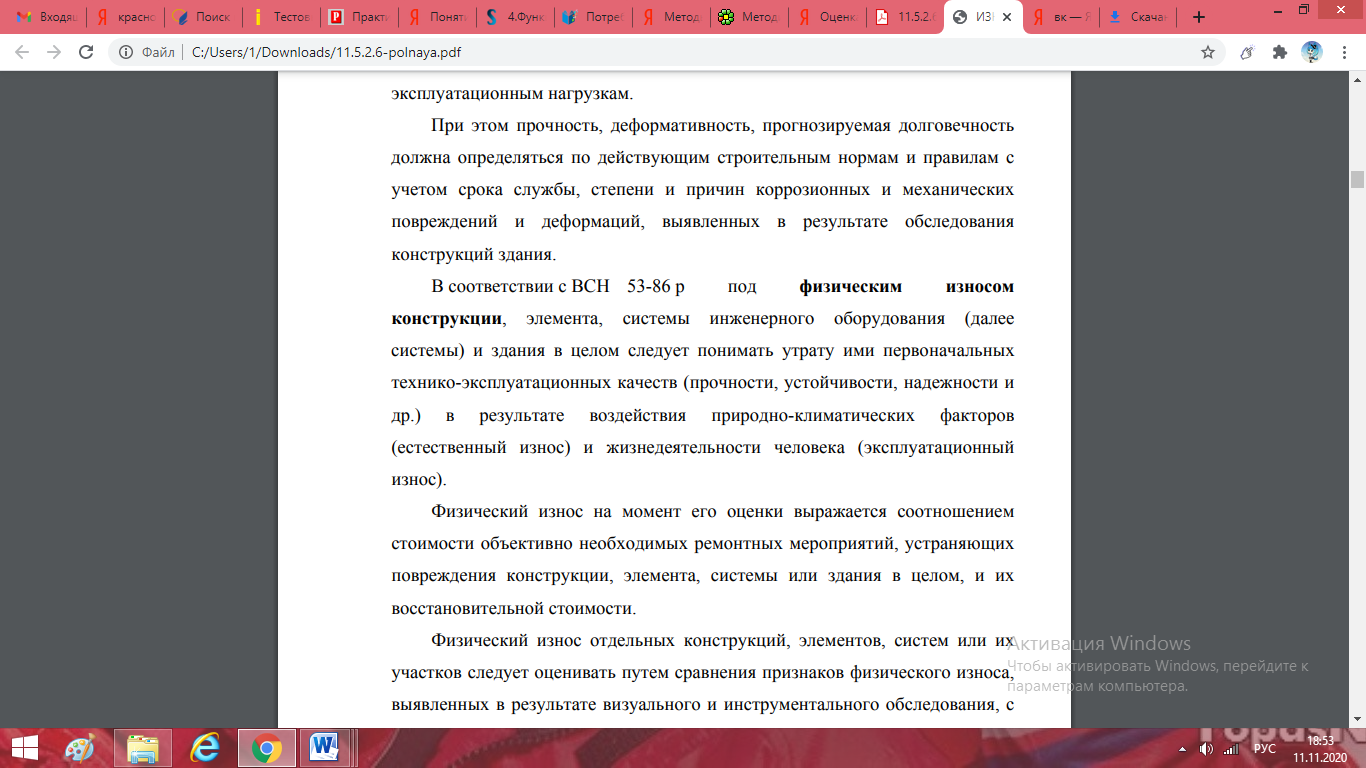 Входящ
красно
Поиск
Тестов
Практи
Понят
4.Функ
Потреб
Метод
Метод
Оценк
11.5.2.6
ИЗН
вк — Я
Скачан
Файл C:/Users/1/Downloads/11.5.2.6-polnaya.pdf
эксплуатационным нагрузкам.
При этом прочность, деформативность, прогнозируемая долговечность
должна определяться по действующим строительным нормам и правилам с
учетом срока службы, степени и причин коррозионных и механических
повреждений и деформаций, выявленных в результате обследования
конструкций здания.
В соответствии с ВСН 53-86 р под физическим износом
конструкции, элемента, системы инженерного оборудования (далее
системы) и здания в целом следует понимать утрату ими первоначальных
технико-эксплуатационных качеств (прочности, устойчивости, надежности и
др.) в результате воздействия природно-климатических факторов
(естественный износ) и жизнедеятельности человека (эксплуатационный
износ).
Физический износ на момент его оценки выражается соотношением
стоимости объективно необходимых ремонтных мероприятий, устраняющих
повреждения конструкции, элемента, системы или здания в целом, и их
восстановительной стоимости.
Физический износ отдельных конструкций, элементов, систем или их
участков следует оценивать путем сравнения признаков физического износа,
выявленных в результате визуального и инструментального обследования, с
Активация Windows
Чтобы активировать Windows, перейдите к
параметрам компьютера.
РУС
18:53
11.11.2020